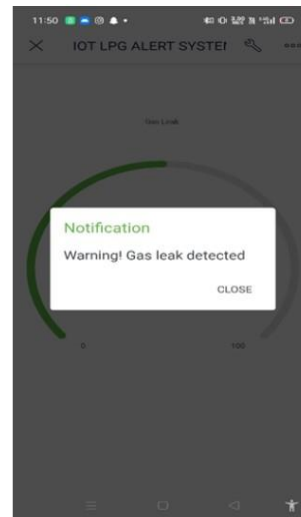 11:50
IOT LPG ALERT SYSTE
Gas Leak
Notification
Warning! Gas leak detected
CLOSE
0 100